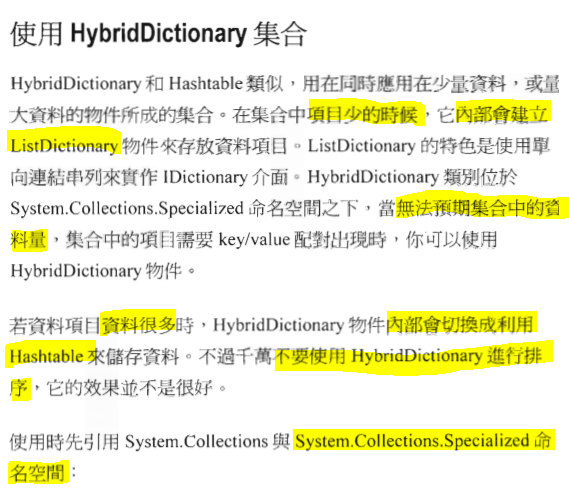 使用 HybridDictionary 集合
HybridDictionary 和 Hashtable 類似，用在同時應用在少量資料，或量
大資料的物件所成的集合。在集合中項目少的時候，它內部會建立
ListDictionary 物件來存放資料項目。ListDictionary 的特色是使用單
向連結串列來實作 IDictionary 介面。HybridDictionary 類別位於
System.Collections.Specialized 命名空間之下，當無法預期集合中的資
料量，集合中的項目需要 key/value 配對出現時，你可以使用
HybridDictionary 物件。
若資料項目資料很多時，HybridDictionary 物件內部會切換成利用
Hashtable 來儲存資料。不過千萬不要使用 HybridDictionary 進行排
序，它的效果並不是很好。
使用時先引用 System.Collections 與 System.Collections.Specialized 命
名空間：